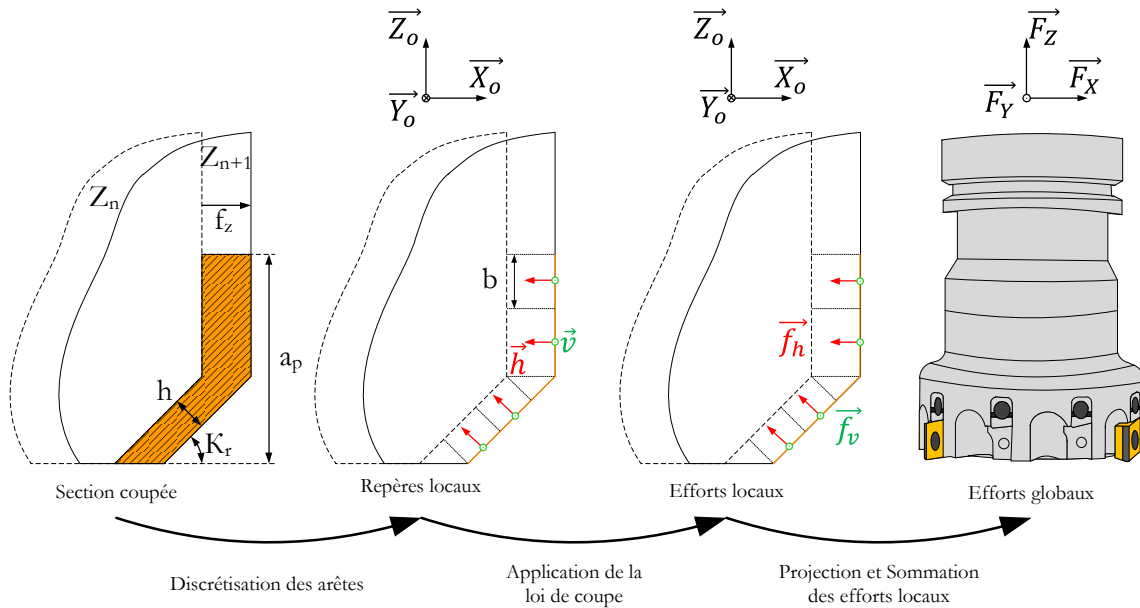 Z_o X_o Y_o
Z_o X_o Y_o
F_Z F_X F_Y
Z_n
Z_{n+1}
f_z
a_p
h
K_r
b
h
v
f_h
f_v
Section coupée
Repères locaux
Efforts locaux
Efforts globaux
Discrétisation des arêtes
Application de la
loi de coupe
Projection et Sommation
des efforts locaux